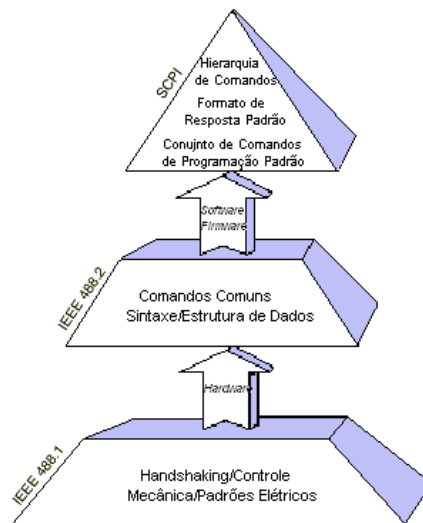 SCPI
Hierarquia
de Comandos
Formato de
Resposta Padrão
Conujnto de Comandos
de Programação Padrão
Software
Firmware
IEEE 488.2
Comandos Comuns
Sintaxe/Estrutura de Dados
Hardware
IEEE 488.1
Handshaking/Controle
Mecânica/Padrões Elétricos